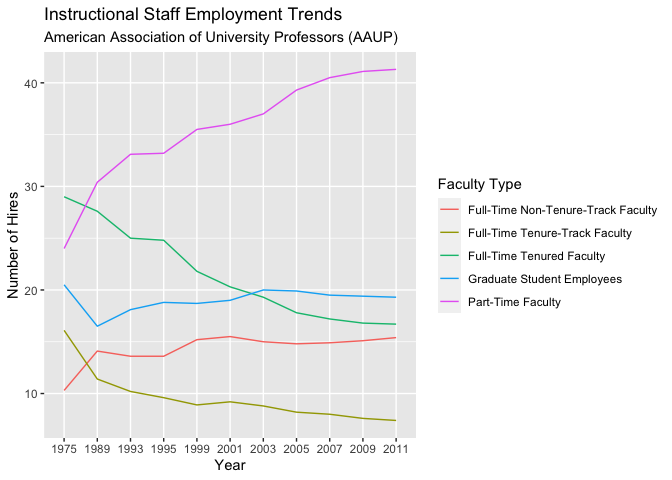 Instructional Staff Employment Trends
American Association of University Professors (AAUP)
Number of Hires
40
30
20
10
1975 1989 1993 1995 1999 2001 2003 2005 2007 2009 2011
Year
Faculty Type
Full-Time Non-Tenure-Track Faculty
Full-Time Tenure-Track Faculty
Full-Time Tenured Faculty
Graduate Student Employees
Part-Time Faculty